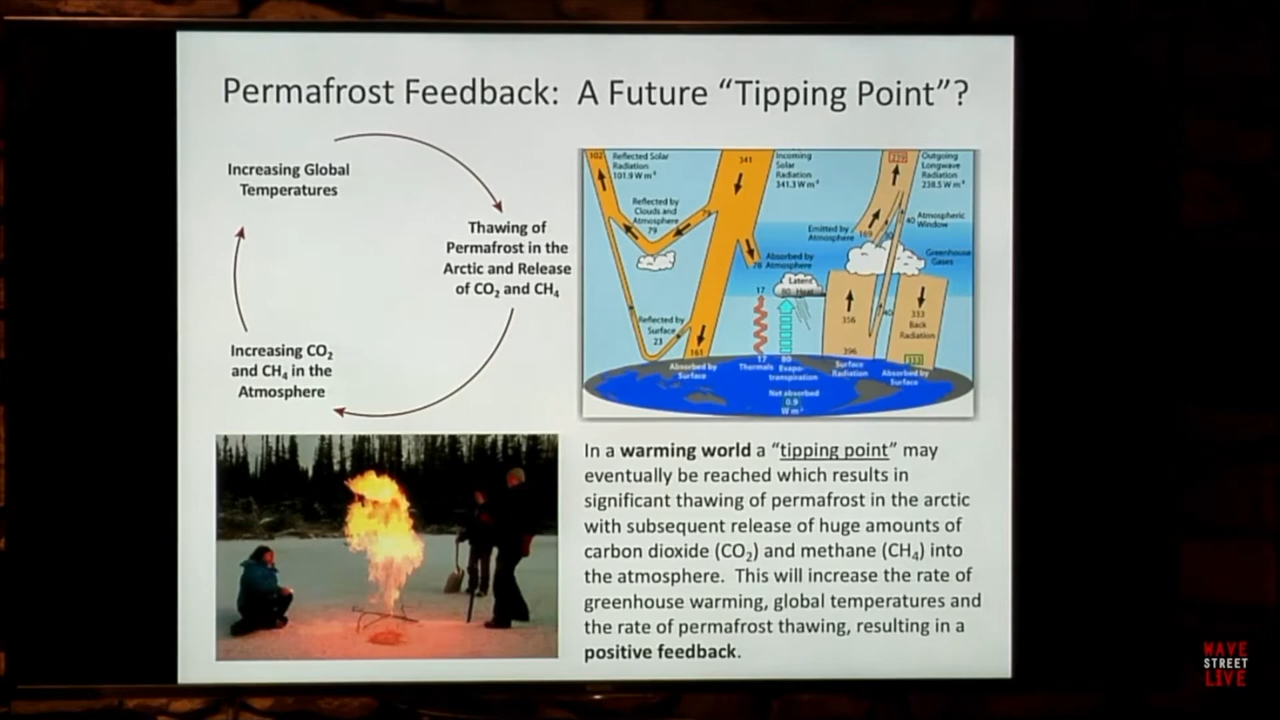 Permafrost Feedback: A Future “Tipping Point”?
Increasing Global
Temperatures
Thawing of
Permafrost in the
Arctic and Release
of CO₂ and CH₄
Increasing CO₂
and CH₄ in the
Atmosphere
102
Reflected Solar
Radiation
101.9 W m⁻²
341
Incoming
Solar
Radiation
341.3 W m⁻²
239
Outgoing
Longwave
Radiation
238.5 W m⁻²
Reflected by
Clouds and
Atmosphere
79
79
Emitted by
Atmosphere
169
30
40
Atmospheric
Window
Greenhouse
Gases
78
Absorbed by
Atmosphere
17
Latent
80 Heat
Reflected by
Surface
23
161
Absorbed by
Surface
17
Thermals
80
Evapo-
transpiration
356
40
396
Surface
Radiation
333
Back
Radiation
333
Absorbed by
Surface
Net absorbed
0.9
W m⁻²
In a warming world a “tipping point” may
eventually be reached which results in
significant thawing of permafrost in the arctic
with subsequent release of huge amounts of
carbon dioxide (CO₂) and methane (CH₄) into
the atmosphere. This will increase the rate of
greenhouse warming, global temperatures and
the rate of permafrost thawing, resulting in a
positive feedback.
WAVE
STREET
LIVE